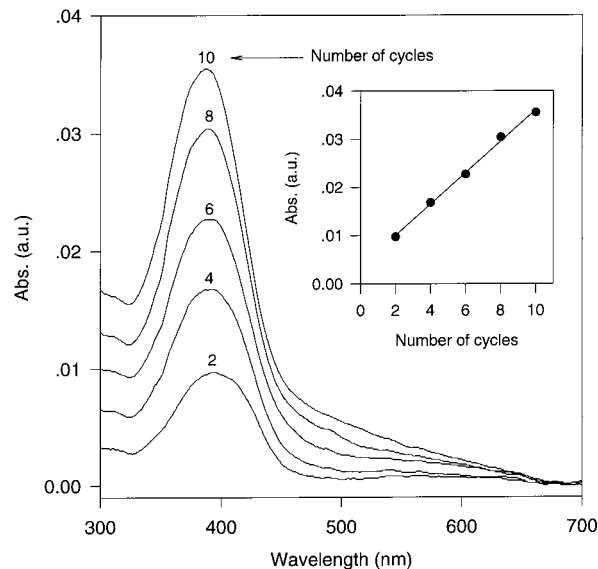 .04
.03
.02
.01
0.00
Abs. (a.u.)
10
Number of cycles
8
6
4
2
.04
.03
.02
.01
0.00
Abs. (a.u.)
0 2 4 6 8 10
Number of cycles
300 400 500 600 700
Wavelength (nm)